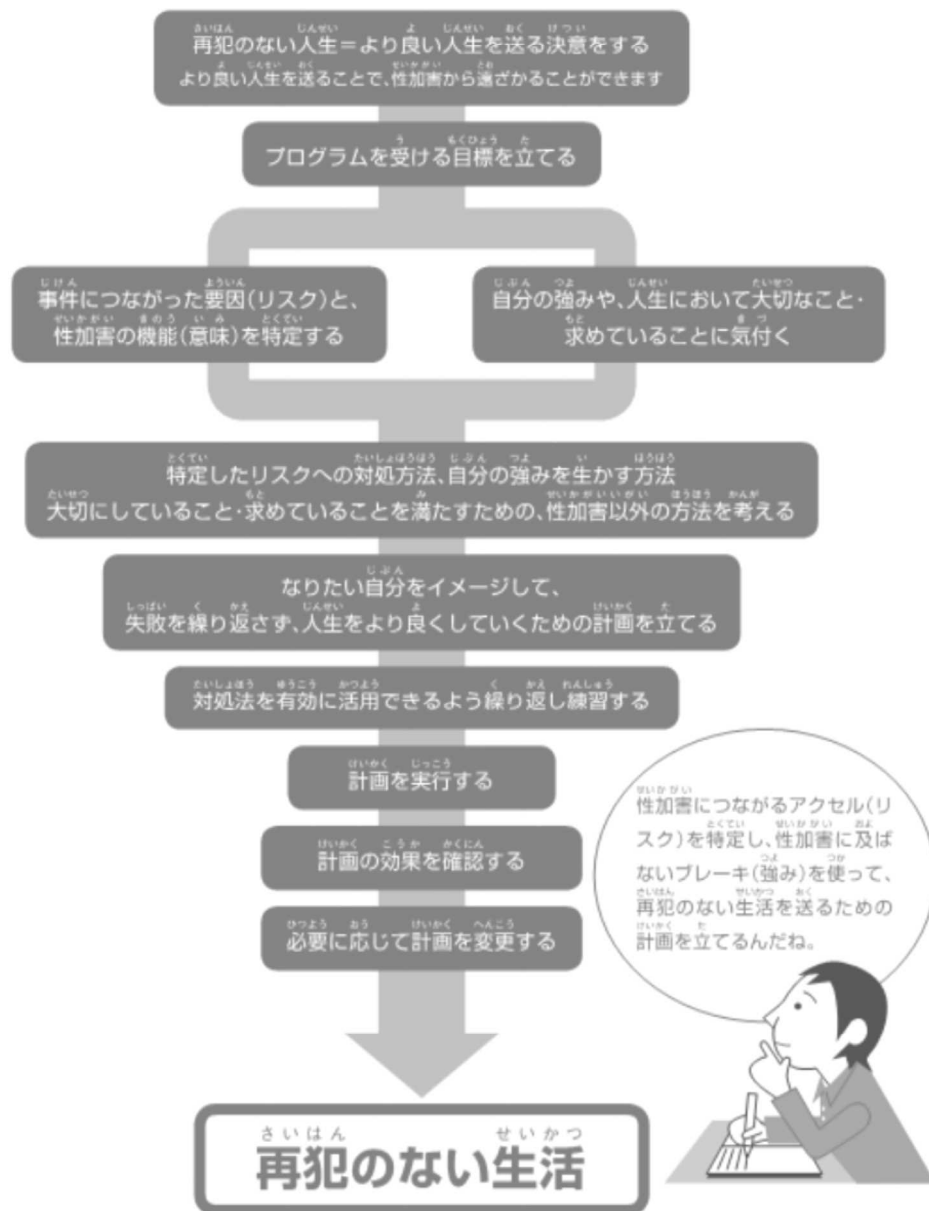 再犯のない人生＝より良い人生を送る決意をする
より良い人生を送ることで、性加害から遠ざかることができます
プログラムを受ける目標を立てる
事件につながった要因(リスク)と、
性加害の機能(意味)を特定する
自分の強みや、人生において大切なこと・
求めていることに気付く
特定したリスクへの対処方法、自分の強みを生かす方法
大切にしていること・求めていることを満たすための、性加害以外の方法を考える
なりたい自分をイメージして、
失敗を繰り返さず、人生をより良くしていくための計画を立てる
対処法を有効に活用できるよう繰り返し練習する
計画を実行する
計画の効果を確認する
必要に応じて計画を変更する
性加害につながるアクセル(リ
スク)を特定し、性加害に及ば
ないブレーキ(強み)を使って、
再犯のない生活を送るための
計画を立てるんだね。
再犯のない生活